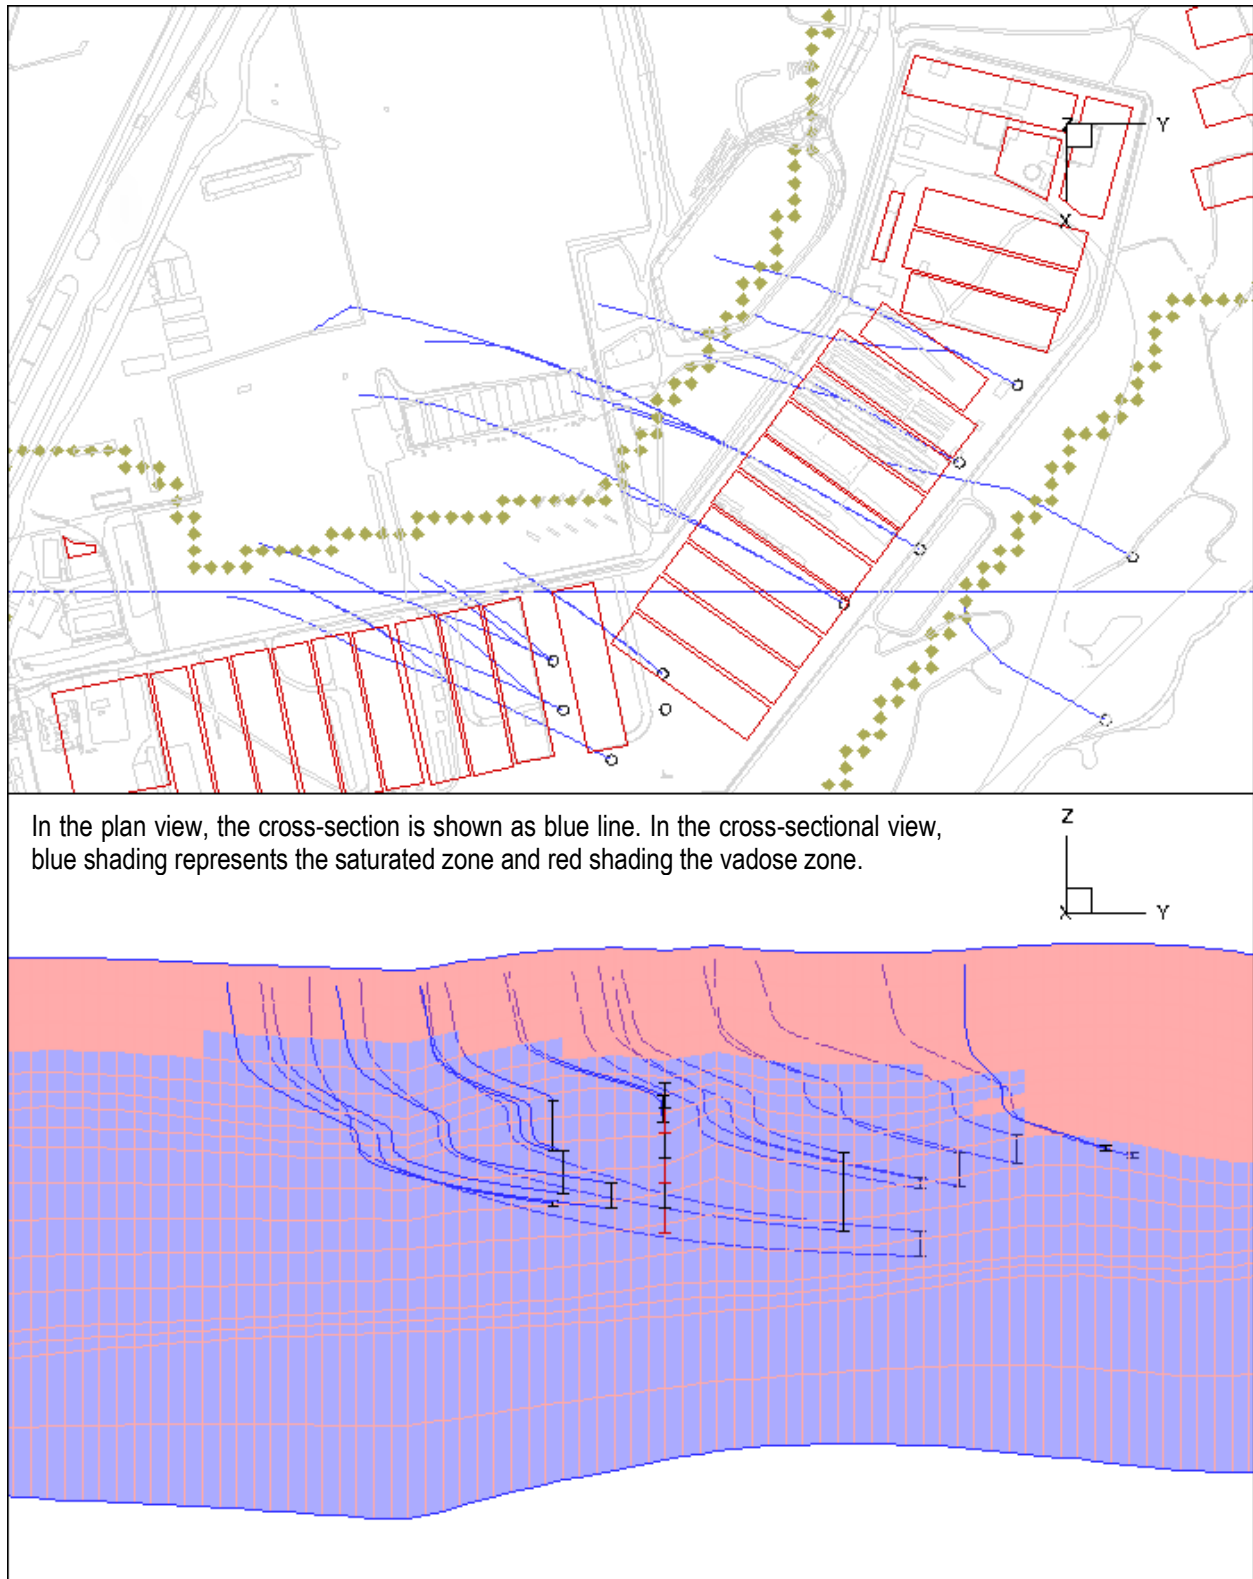 Z Y
X
In the plan view, the cross-section is shown as blue line. In the cross-sectional view,
blue shading represents the saturated zone and red shading the vadose zone.
Z
X Y